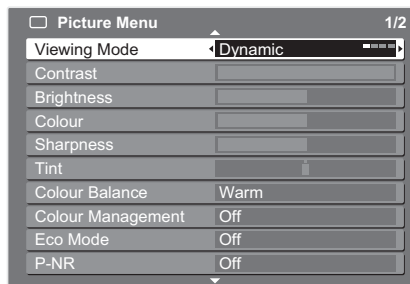 Picture Menu 1/2
Viewing Mode Dynamic
Contrast
Brightness
Colour
Sharpness
Tint
Colour Balance Warm
Colour Management Off
Eco Mode Off
P-NR Off